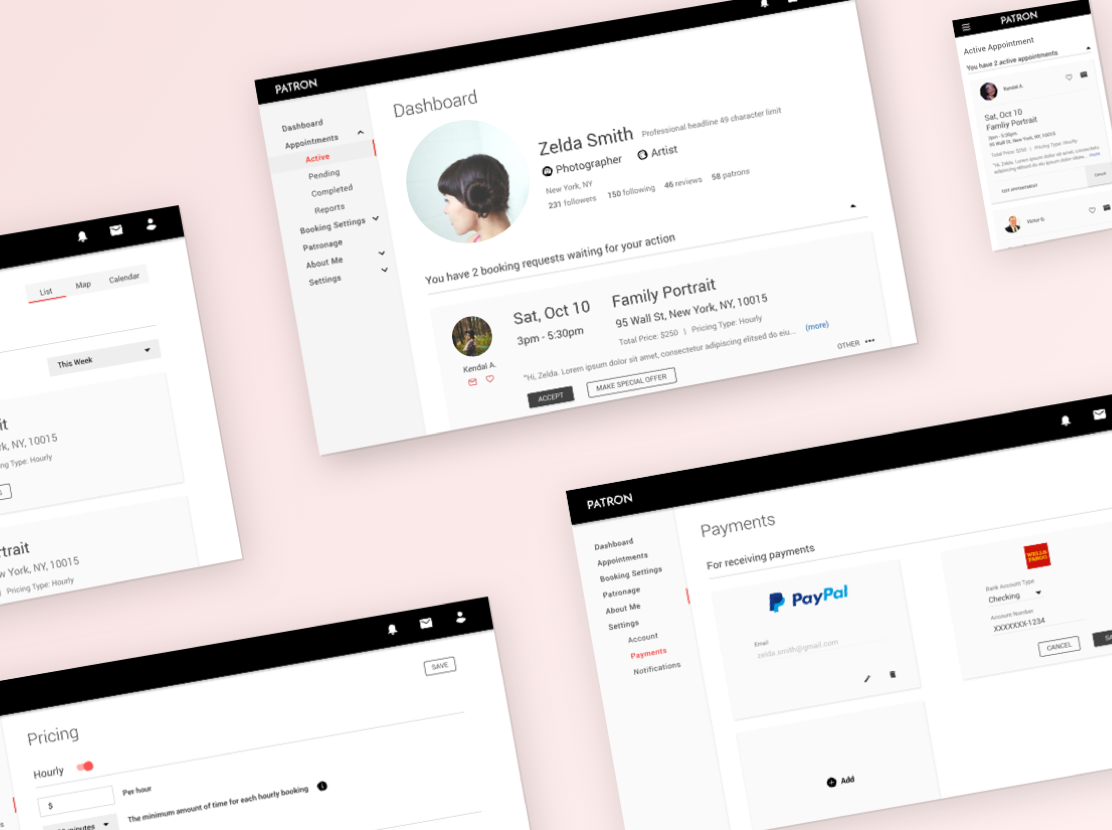 PATRON
Dashboard
Appointments
Active
Pending
Completed
Reports
Booking Settings
Patronage
About Me
Settings
Dashboard
Zelda Smith Professional headline 49 character limit
Photographer Artist
New York, NY
231 followers 150 following 46 reviews 58 patrons
You have 2 booking requests waiting for your action
Kendal A.
Sat, Oct 10
3pm - 5:30pm
Family Portrait
95 Wall St, New York, NY, 10015
Total Price: $250 | Pricing Type: Hourly
"Hi, Zelda. Lorem ipsum dolor sit amet, consectetur adipiscing elitsed do eiu... (more)
ACCEPT MAKE SPECIAL OFFER
OTHER
PATRON
Active Appointment
You have 2 active appointments
Kendal A.
Sat, Oct 10
Family Portrait
3pm - 5:30pm
95 Wall St, New York, NY, 10015
Total Price: $250 | Pricing Type: Hourly
"Hi, Zelda. Lorem ipsum dolor sit amet, consectetur
adipiscing elitsed do eiu... more
EDIT APPOINTMENT
Victor G.
List Map Calendar
This Week
rk, NY, 10015
Pricing Type: Hourly
trait
w York, NY, 10015
| Pricing Type: Hourly
SAVE
Pricing
Hourly
$ Per hour
minutes The minimum amount of time for each hourly booking
PATRON
Dashboard
Appointments
Booking Settings
Patronage
About Me
Settings
Account
Payments
Notifications
Payments
For receiving payments
PayPal
Email
zelda.smith@gmail.com
WELLS
FARGO
Bank Account Type
Checking
Account Number
XXXXXXX-1234
CANCEL
Add